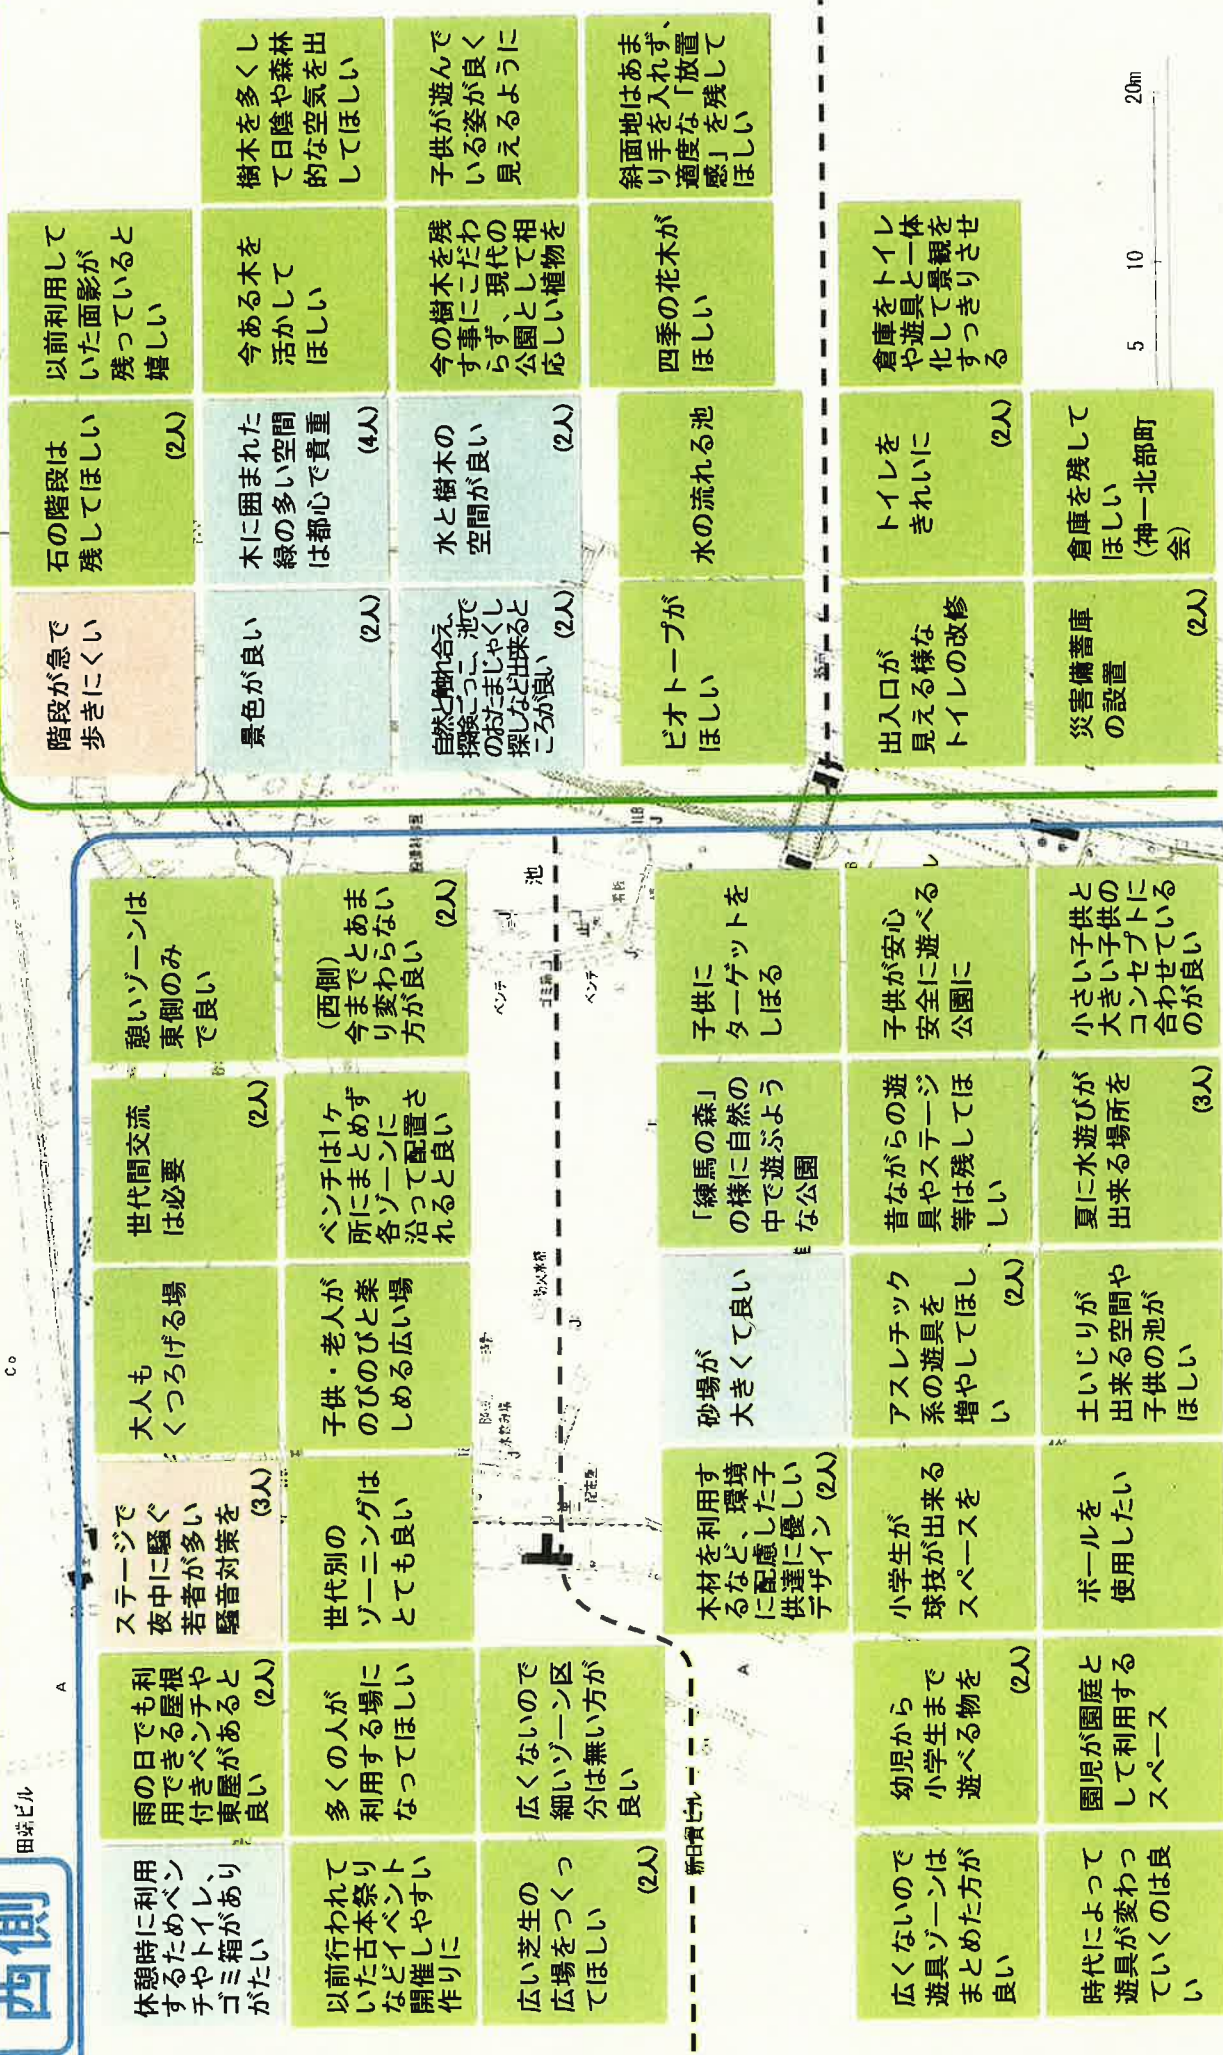 西側
田端ビル
A
Co
休憩時に利用
するためベン
チやトイレ、
ゴミ箱があり
がたい
雨の日でも利
用できる屋根
付きベンチや
東屋があると
良い
(2人)
ステージで
夜中に騒ぐ
若者が多い
騒音対策を
(3人)
大人も
くつろげる場
世代間交流
は必要
(2人)
憩いゾーンは
東側のみ
で良い
以前行われて
いた古本祭り
などイベント
開催しやすい
作りに
多くの人が
利用する場に
なってほしい
世代別の
ゾーニングは
とても良い
子供・老人が
のびのびと楽
しめる広い場
ベンチは1ヶ
所にまとめず
各ゾーンに
沿って配置さ
れると良い
(西側)
今までとあま
り変わらない
方が良い
(2人)
広い芝生の
広場をつくっ
てほしい
(2人)
広くないので
細いゾーン区
分は無い方が
良い
池
ベンチ
ベンチ
新日貿ビル
A
木材を利用す
るなど、環境
に配慮した子
供達に優しい
デザイン
(2人)
砂場が
大きくて良い
「練馬の森」
の様に自然の
中で遊ぶよう
な公園
子供に
ターゲットを
しぼる
広くないので
遊具ゾーンは
まとめた方が
良い
幼児から
小学生まで
遊べる物を
(2人)
小学生が
球技が出来る
スペースを
アスレチック
系の遊具を
増やしてほし
い
(2人)
昔ながらの遊
具やステージ
等は残してほ
しい
子供が安心
安全に遊べる
公園に
時代によって
遊具が変わっ
ていくのは良
い
園児が園庭と
して利用する
スペース
ボールを
使用したい
土いじりが
出来る空間や
子供の池が
ほしい
夏に水遊びが
出来る場所を
(3人)
小さい子供と
大きい子供の
コンセプトに
合わせている
のが良い
階段が急で
歩きにくい
石の階段は
残してほしい
(2人)
以前利用して
いた面影が
残っていると
嬉しい
景色が良い
(2人)
木に囲まれた
緑の多い空間
は都心で貴重
(4人)
今ある木を
活かして
ほしい
樹木を多くし
て日陰や森林
的な空気を出
してほしい
自然と触れ合え、
探検ごっこ、池で
のおたまじゃくし
探しなど出来ると
ころが良い
(2人)
水と樹木の
空間が良い
(2人)
今の樹木を残
す事にこだわ
らず、現代の
公園として相
応しい植物を
子供が遊んで
いる姿が良く
見えるように
ビオトープが
ほしい
水の流れる池
四季の花木が
ほしい
斜面地はあま
り手を入れず、
適度な「放置
感」を残して
ほしい
出入口が
見える様な
トイレの改修
トイレを
きれいに
(2人)
倉庫をトイレ
や遊具と一体
化して景観を
すっきりさせ
る
災害備蓄庫
の設置
(2人)
倉庫を残して
ほしい
(神一北部町
会)
5 10 20m